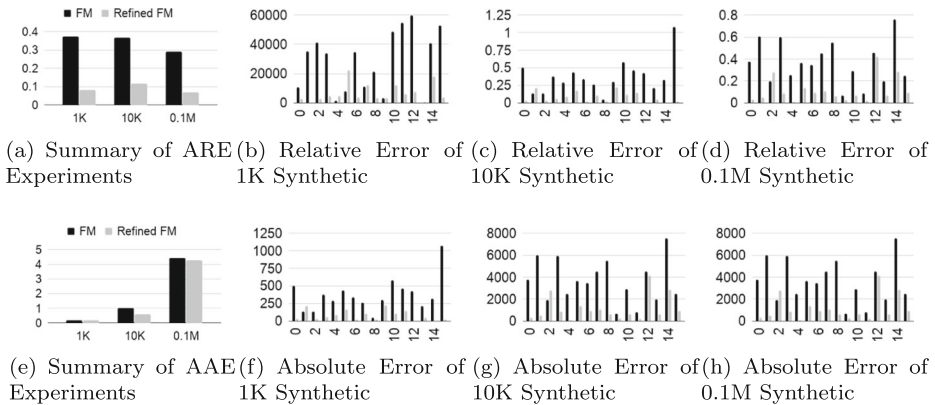 FM Refined FM
0.4
0.3
0.2
0.1
0
1K 10K 0.1M
60000
40000
20000
0
0 2 4 6 8 10 12 14
1.25
1
0.75
0.5
0.25
0
0 2 4 6 8 10 12 14
0.8
0.6
0.4
0.2
0
0 2 4 6 8 10 12 14
(a) Summary of ARE Experiments
(b) Relative Error of 1K Synthetic
(c) Relative Error of 10K Synthetic
(d) Relative Error of 0.1M Synthetic
FM Refined FM
5
4
3
2
1
0
1K 10K 0.1M
1250
1000
750
500
250
0
0 2 4 6 8 10 12 14
8000
6000
4000
2000
0
0 2 4 6 8 10 12 14
8000
6000
4000
2000
0
0 2 4 6 8 10 12 14
(e) Summary of AAE Experiments
(f) Absolute Error of 1K Synthetic
(g) Absolute Error of 10K Synthetic
(h) Absolute Error of 0.1M Synthetic